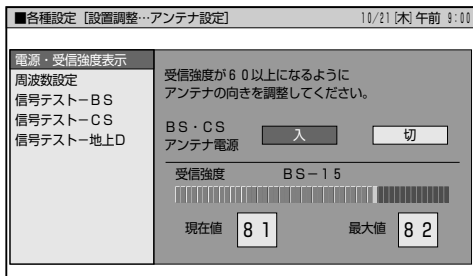 ■各種設定［設置調整…アンテナ設定］ 10/21[木]午前 9:00
電源・受信強度表示
周波数設定
信号テスト－ＢＳ
信号テスト－ＣＳ
信号テスト－地上Ｄ
受信強度が６０以上になるように
アンテナの向きを調整してください。
ＢＳ・ＣＳ
アンテナ電源
入 切
受信強度 ＢＳ－１５
現在値 ８１ 最大値 ８２